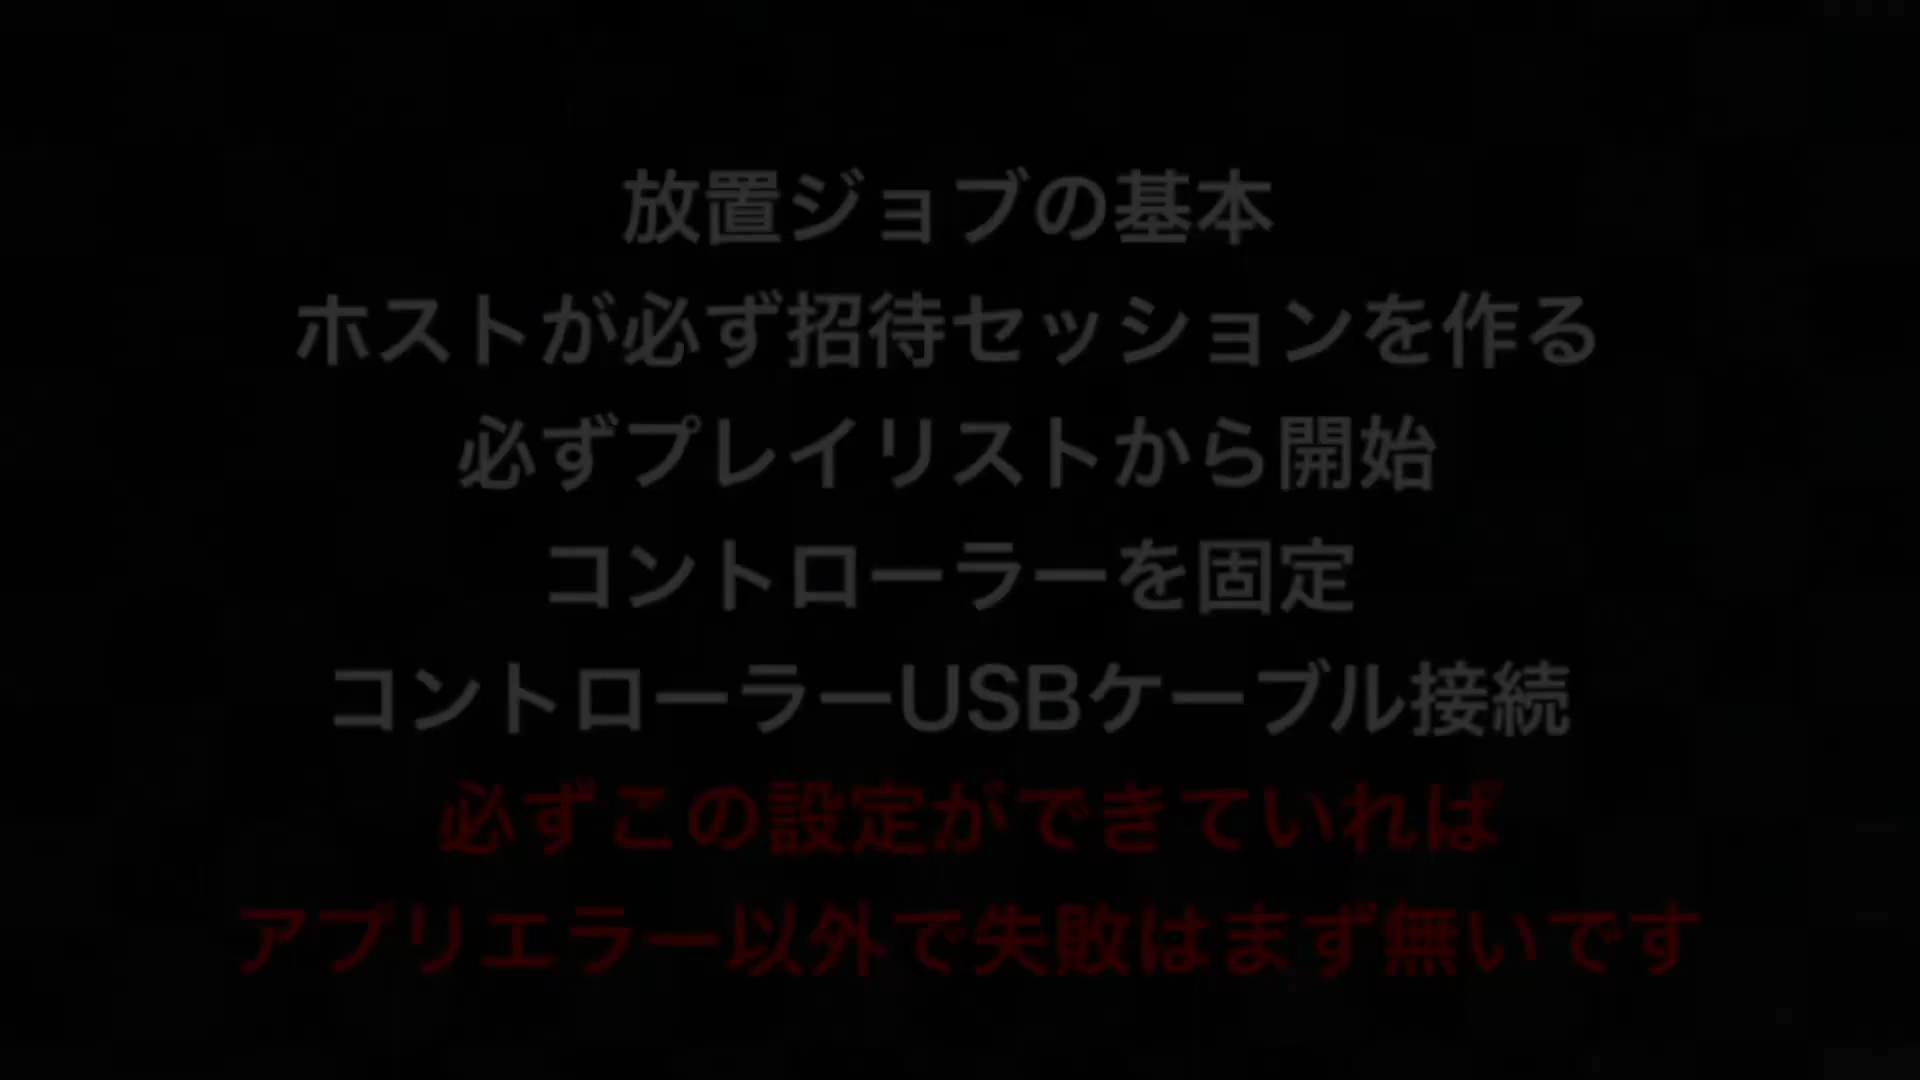 放置ジョブの基本
ホストが必ず招待セッションを作る
必ずプレイリストから開始
コントローラーを固定
コントローラーUSBケーブル接続
必ずこの設定ができていれば
アプリエラー以外で失敗はまず無いです